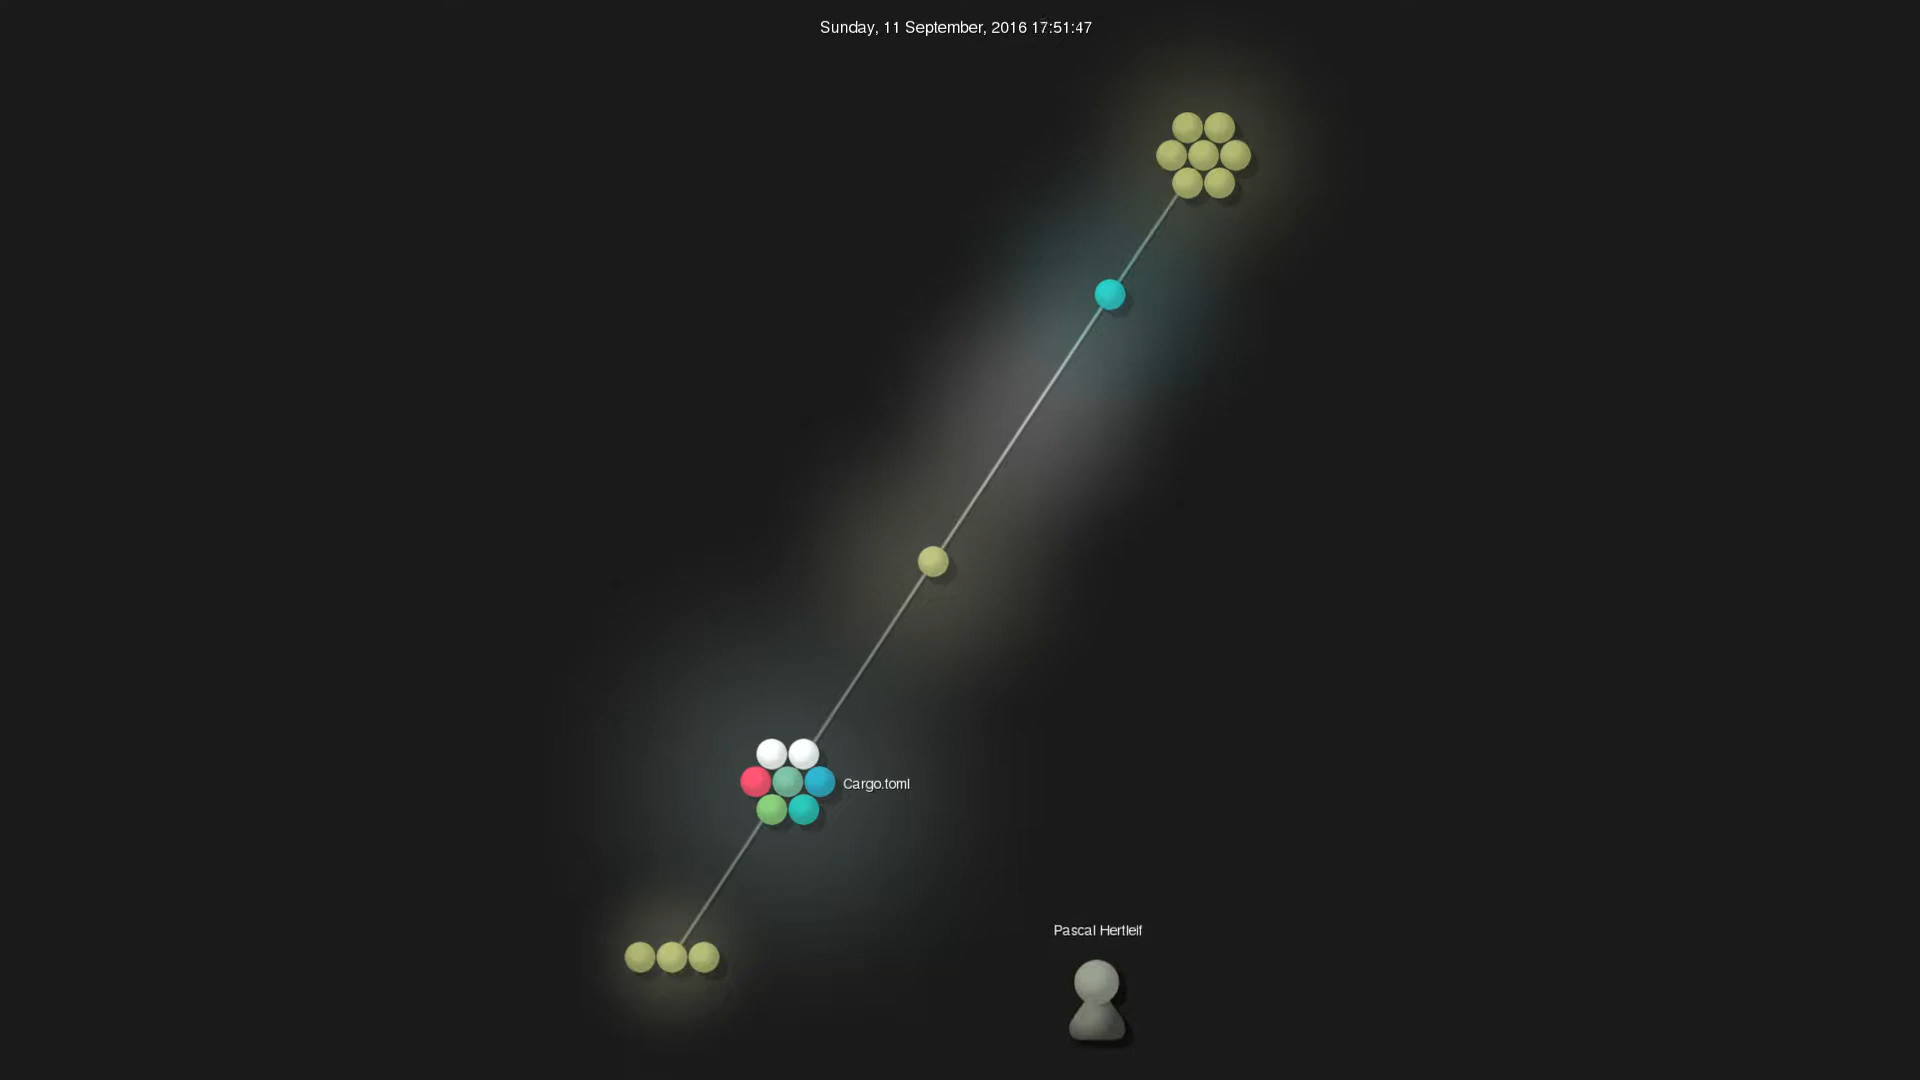 Sunday, 11 September, 2016 17:51:47
Cargo.toml
Pascal Hertleif